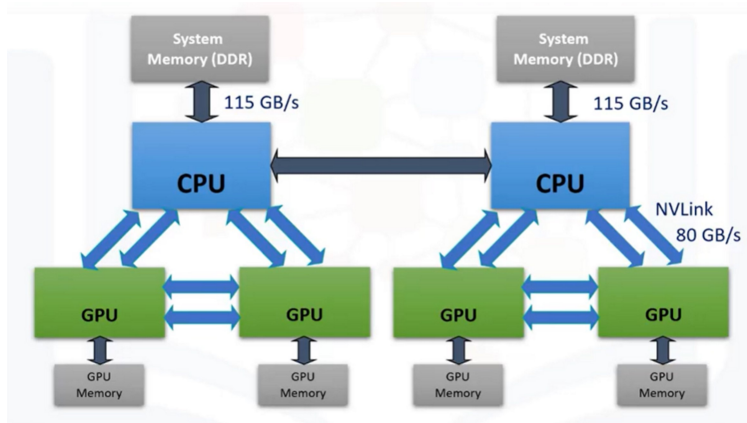 System
Memory (DDR)
System
Memory (DDR)
115 GB/s
115 GB/s
CPU
CPU
NVLink
80 GB/s
GPU
GPU
GPU
GPU
GPU
Memory
GPU
Memory
GPU
Memory
GPU
Memory